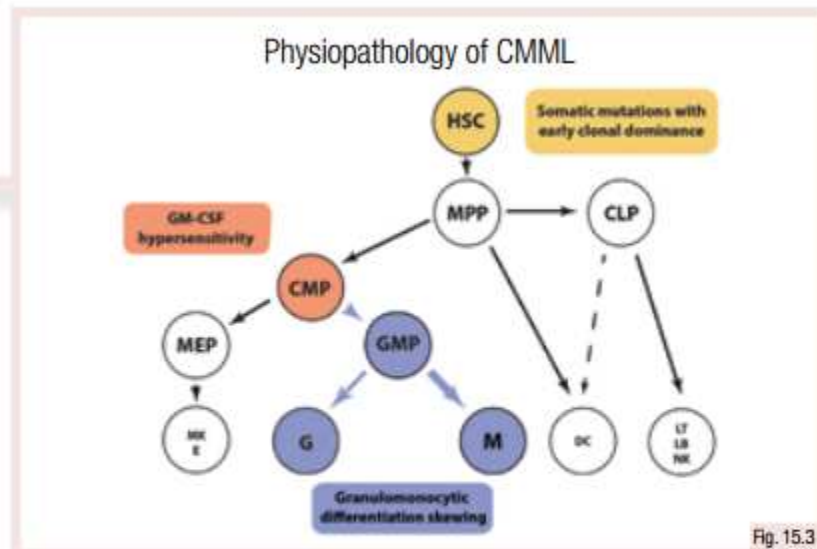 Physiopathology of CMML
HSC
Somatic mutations with
early clonal dominance
MPP
CLP
GM-CSF
hypersensitivity
CMP
MEP
GMP
MK
E
G
M
DC
LT
LB
NK
Granulomonocytic
differentiation skewing
Fig. 15.3